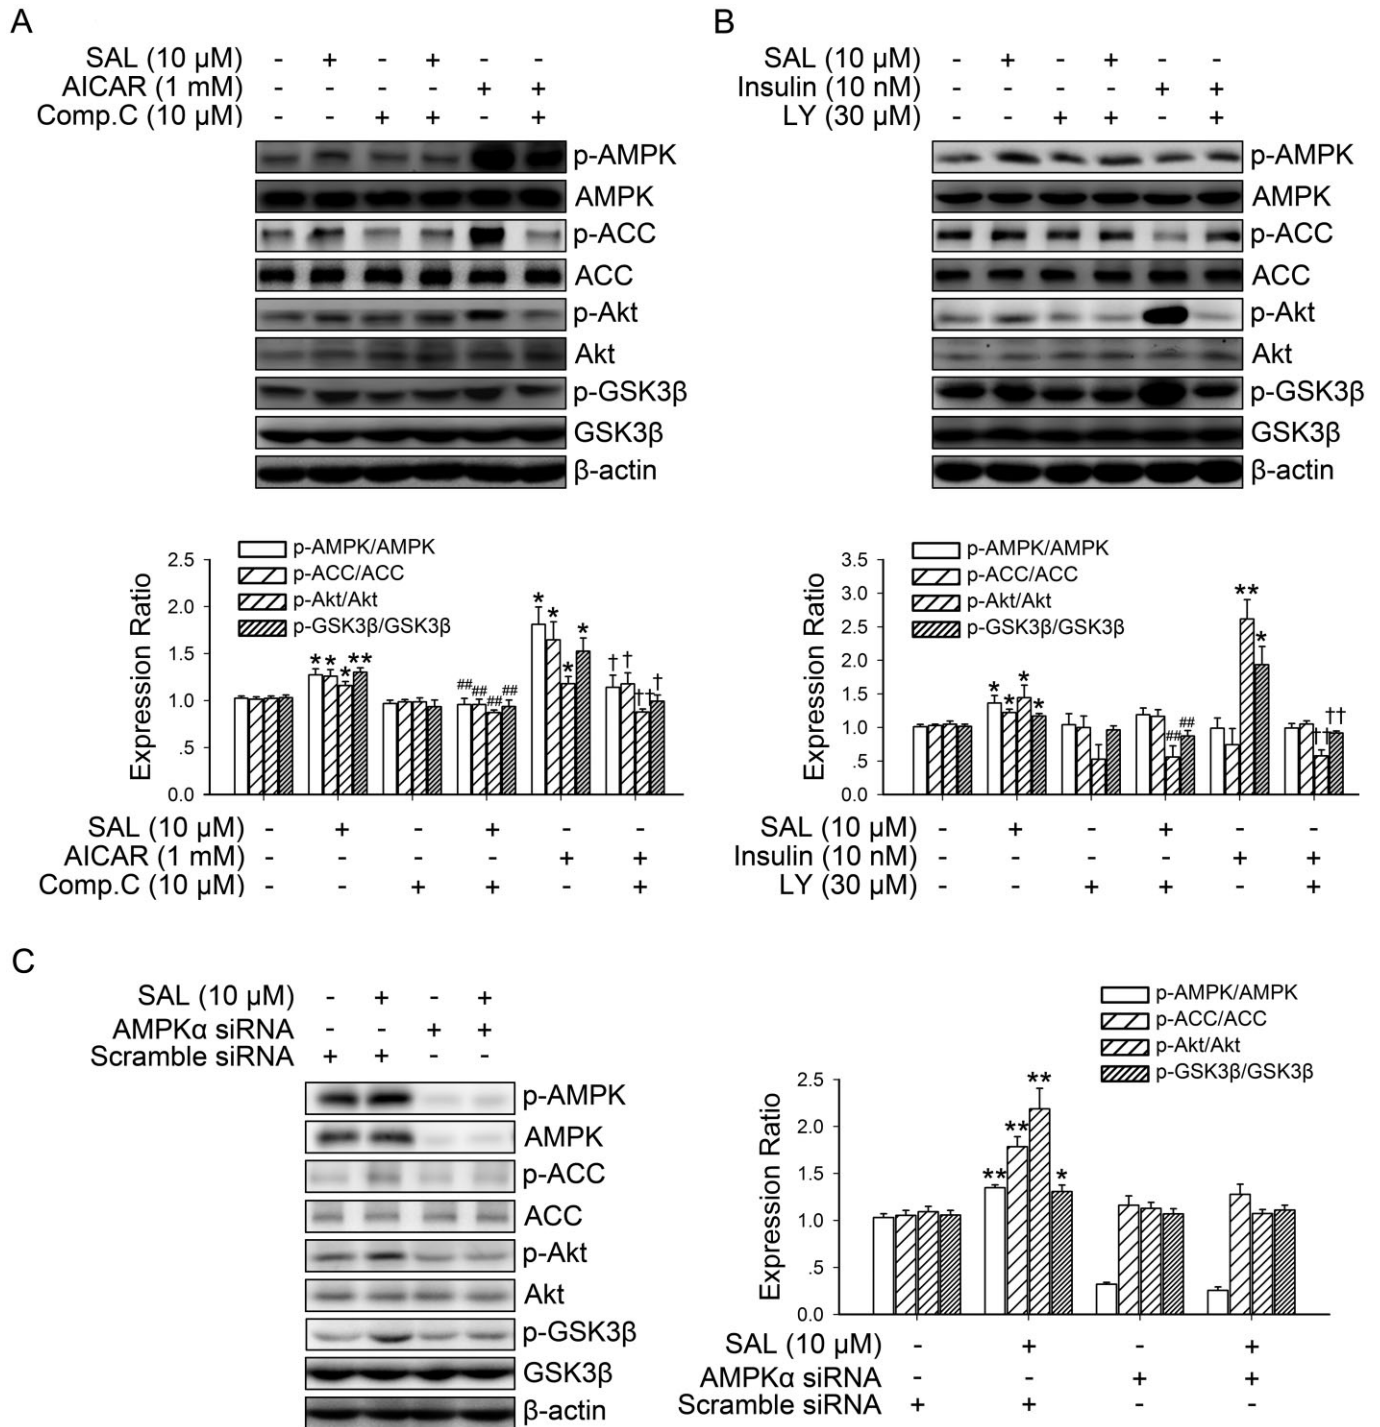 A
SAL (10 µM) - + - + - -
AICAR (1 mM) - - - - + +
Comp.C (10 µM) - - + + - +
p-AMPK
AMPK
p-ACC
ACC
p-Akt
Akt
p-GSK3β
GSK3β
β-actin
p-AMPK/AMPK
p-ACC/ACC
p-Akt/Akt
p-GSK3β/GSK3β
Expression Ratio
2.5
2.0
1.5
1.0
.5
0.0
* * * **
## ## ## ##
* * * *
† † †† †
SAL (10 µM) - + - + - -
AICAR (1 mM) - - - - + +
Comp.C (10 µM) - - + + - +
B
SAL (10 µM) - + - + - -
Insulin (10 nM) - - - - + +
LY (30 µM) - - + + - +
p-AMPK
AMPK
p-ACC
ACC
p-Akt
Akt
p-GSK3β
GSK3β
β-actin
p-AMPK/AMPK
p-ACC/ACC
p-Akt/Akt
p-GSK3β/GSK3β
Expression Ratio
3.5
3.0
2.5
2.0
1.5
1.0
.5
0.0
* * * *
## ##
** *
†† ††
SAL (10 µM) - + - + - -
Insulin (10 nM) - - - - + +
LY (30 µM) - - + + - +
C
SAL (10 µM) - + - +
AMPKα siRNA - - + +
Scramble siRNA + + - -
p-AMPK
AMPK
p-ACC
ACC
p-Akt
Akt
p-GSK3β
GSK3β
β-actin
p-AMPK/AMPK
p-ACC/ACC
p-Akt/Akt
p-GSK3β/GSK3β
Expression Ratio
2.5
2.0
1.5
1.0
.5
0.0
** ** ** *
SAL (10 µM) - + - +
AMPKα siRNA - - + +
Scramble siRNA + + - -